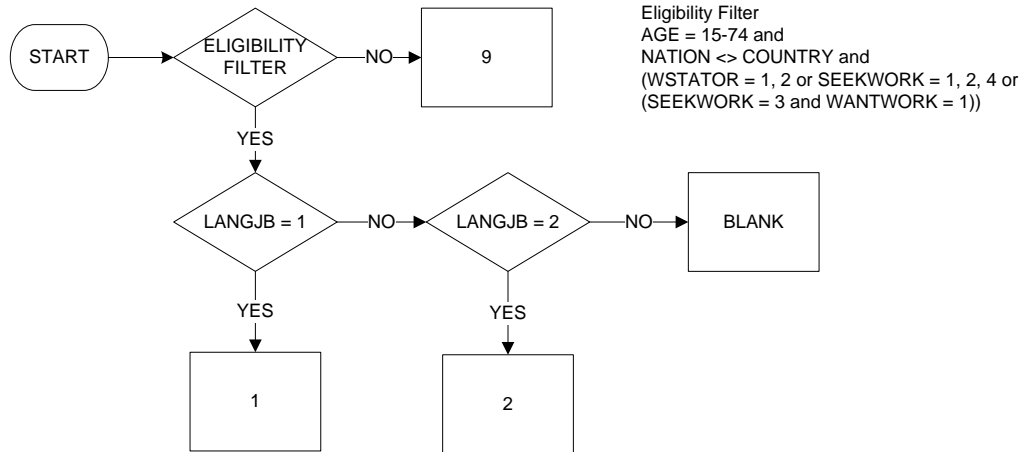 START
ELIGIBILITY
FILTER
NO
9
Eligibility Filter
AGE = 15-74 and
NATION <> COUNTRY and
(WSTATOR = 1, 2 or SEEKWORK = 1, 2, 4 or
(SEEKWORK = 3 and WANTWORK = 1))
YES
LANGJB = 1
NO
LANGJB = 2
NO
BLANK
YES
YES
1
2